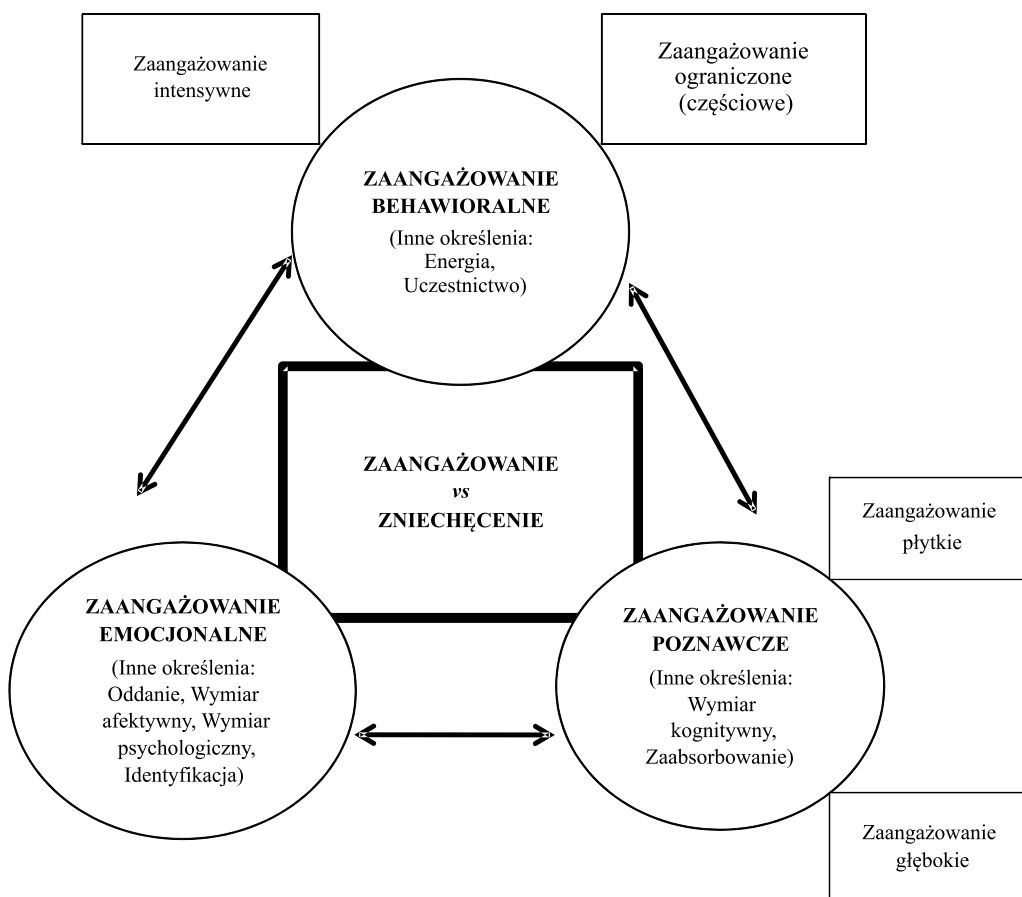 Zaangażowanie
intensywne
Zaangażowanie
ograniczone
(częściowe)
ZAANGAŻOWANIE
BEHAWIORALNE
(Inne określenia:
Energia,
Uczestnictwo)
ZAANGAŻOWANIE
vs
ZNIECHĘCENIE
Zaangażowanie
płytkie
ZAANGAŻOWANIE
EMOCJONALNE
(Inne określenia:
Oddanie, Wymiar
afektywny, Wymiar
psychologiczny,
Identyfikacja)
ZAANGAŻOWANIE
POZNAWCZE
(Inne określenia:
Wymiar
kognitywny,
Zaabsorbowanie)
Zaangażowanie
głębokie